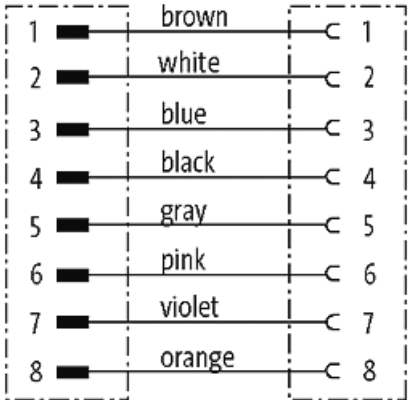 1 brown 1
2 white 2
3 blue 3
4 black 4
5 gray 5
6 pink 6
7 violet 7
8 orange 8